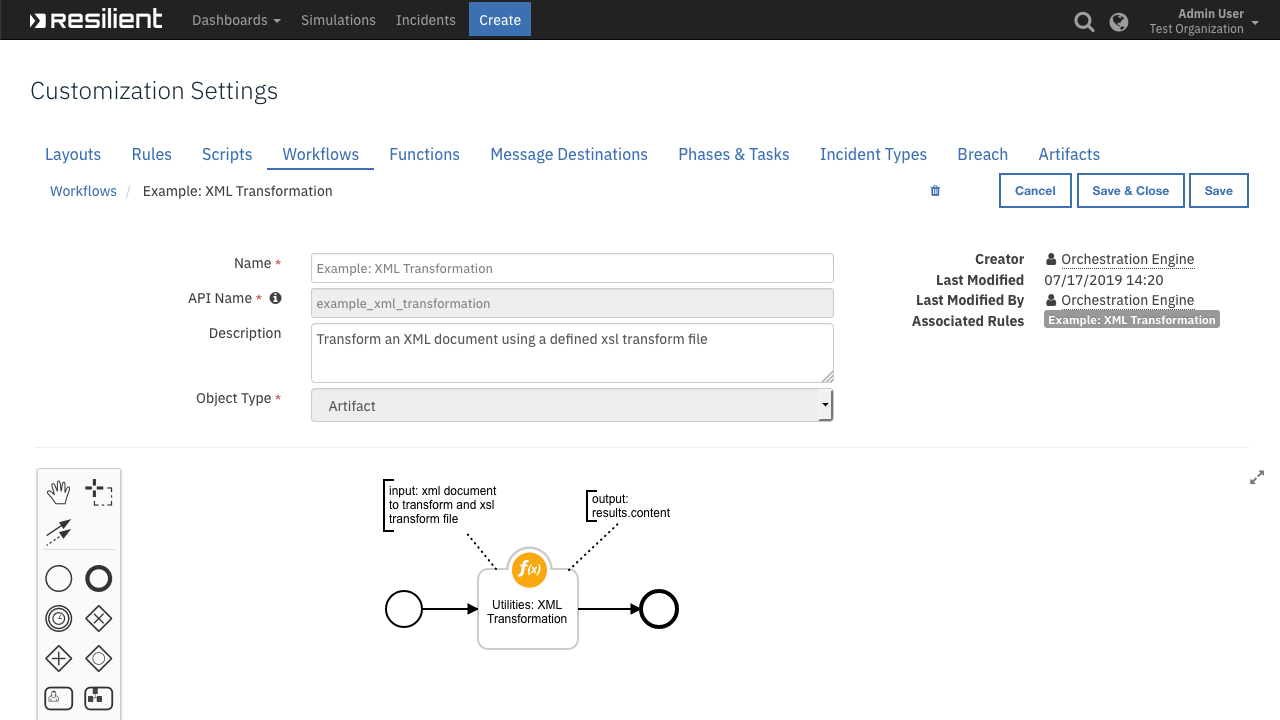 resilient Dashboards Simulations Incidents Create Admin User
Test Organization
Customization Settings
Layouts Rules Scripts Workflows Functions Message Destinations Phases & Tasks Incident Types Breach Artifacts
Workflows / Example: XML Transformation Cancel Save & Close Save
Name * Example: XML Transformation
API Name * example_xml_transformation
Description Transform an XML document using a defined xsl transform file
Object Type * Artifact
Creator Orchestration Engine
Last Modified 07/17/2019 14:20
Last Modified By Orchestration Engine
Associated Rules Example: XML Transformation
input: xml document
to transform and xsl
transform file
output:
results.content
f(x)
Utilities: XML
Transformation